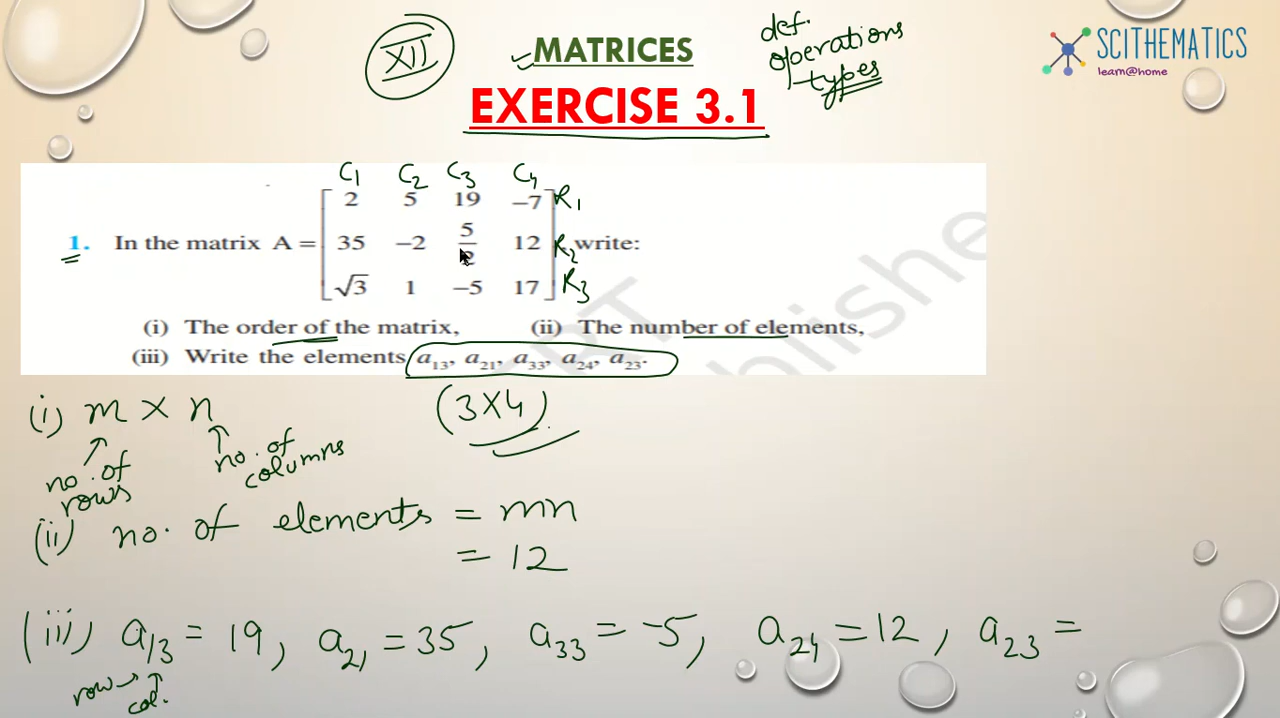 XII
MATRICES
def.
operations
types
SCITHEMATICS
learn@home
EXERCISE 3.1
C1 C2 C3 C4
2 5 19 –7 R1
1. In the matrix A = 35 –2 5/2 12 R2 write:
√3 1 –5 17 R3
(i) The order of the matrix, (ii) The number of elements,
(iii) Write the elements a13, a21, a33, a24, a23.
(i) m × n (3×4)
no. of rows
no. of columns
(ii) no. of elements = mn
= 12
(iii) a13 = 19, a21 = 35, a33 = -5, a24 = 12, a23 =
row
col.